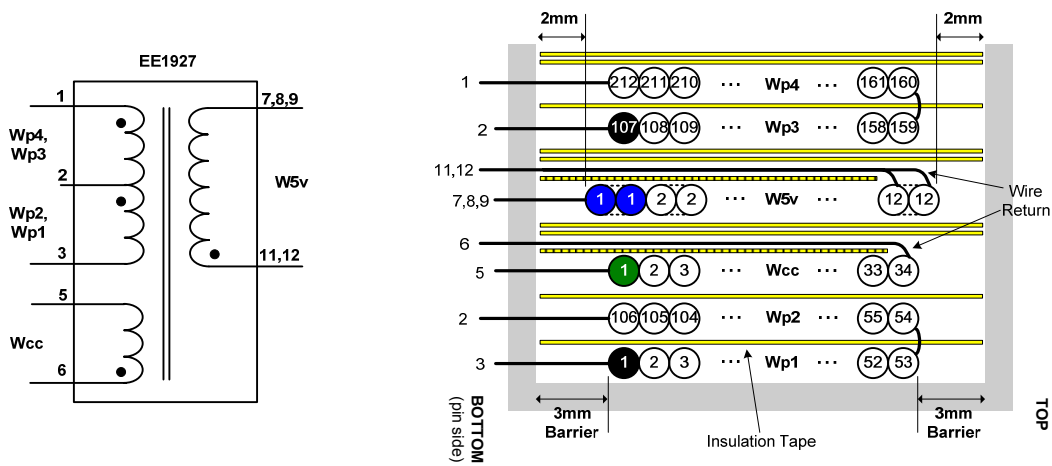 EE1927
1
Wp4,
Wp3
2
Wp2,
Wp1
3
5
Wcc
6
7,8,9
W5v
11,12
2mm
2mm
1 212 211 210 ... Wp4 ... 161 160
2 107 108 109 ... Wp3 ... 158 159
11,12
7,8,9 1 1 2 2 ... W5v ... 12 12
Wire
Return
6
5 1 2 3 ... Wcc ... 33 34
2 106 105 104 ... Wp2 ... 55 54
3 1 2 3 ... Wp1 ... 52 53
BOTTOM
(pin side)
3mm
Barrier
Insulation Tape
3mm
Barrier
TOP